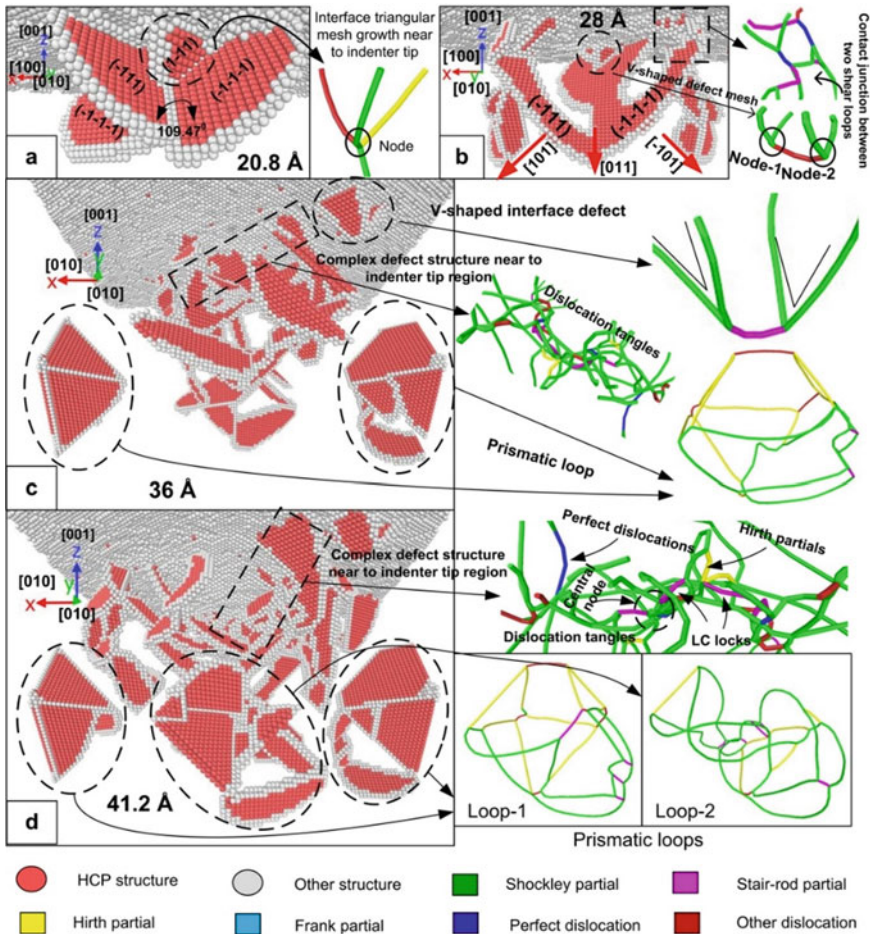 [001]
Z
[100]
X
y
[010]
(1-11)
(-111)
(-1-1-1)
(-1-1-1)
109.47⁰
a
20.8 Å
Interface triangular
mesh growth near
to indenter tip
Node
[001]
Z
[100]
X
[010]
28 Å
V-shaped defect mesh
(-111)
(-1-1-1)
[101]
[011]
[-101]
b
Contact junction between
two shear loops
Node-1
Node-2
[001]
Z
y
[010]
X
[010]
V-shaped interface defect
Complex defect structure near to
indenter tip region
Dislocation tangles
Prismatic loop
c
36 Å
[001]
Z
[010]
y
X
[010]
Complex defect structure
near to indenter tip region
Perfect dislocations
Hirth partials
Central
node
Dislocation tangles
LC locks
d
41.2 Å
Loop-1
Loop-2
Prismatic loops
HCP structure
Other structure
Shockley partial
Stair-rod partial
Hirth partial
Frank partial
Perfect dislocation
Other dislocation